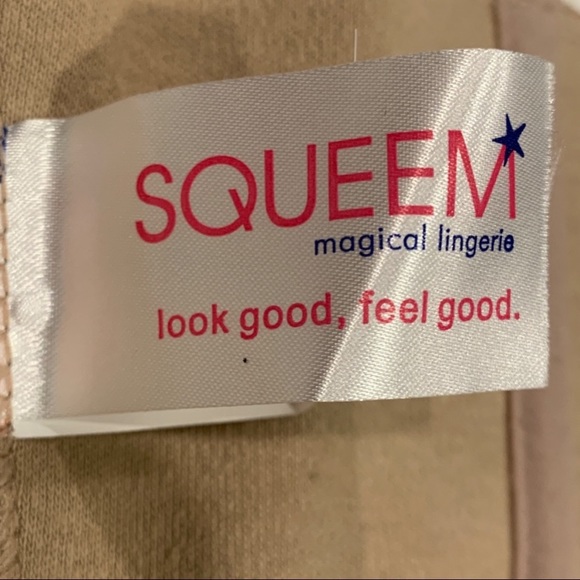 SQUEEM
magical lingerie
look good, feel good.